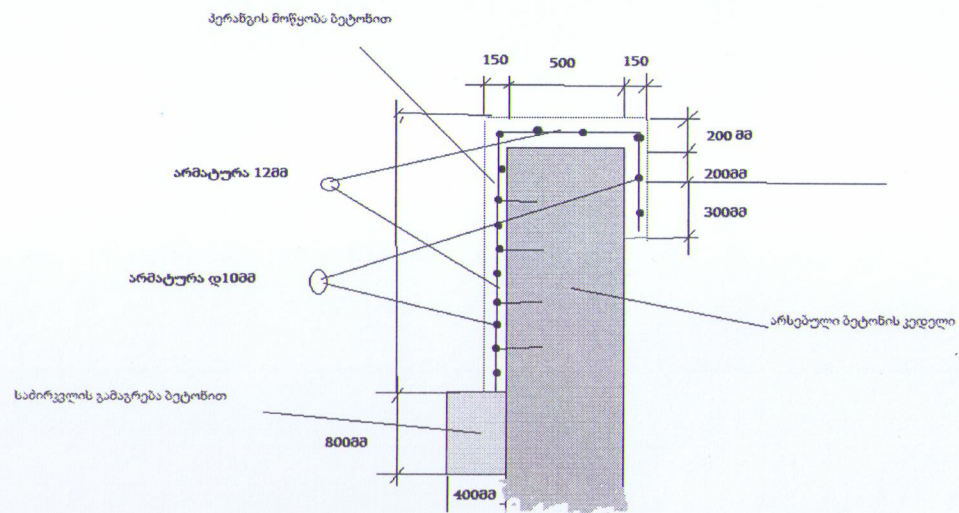 პერანგის მოწყობა ბეტონით
150 500 150
200 მმ
არმატურა 12მმ
200მმ
300მმ
არმატურა დ10მმ
არსებული ბეტონის კედელი
საძირკვლის გამაგრება ბეტონით
800მმ
400მმ